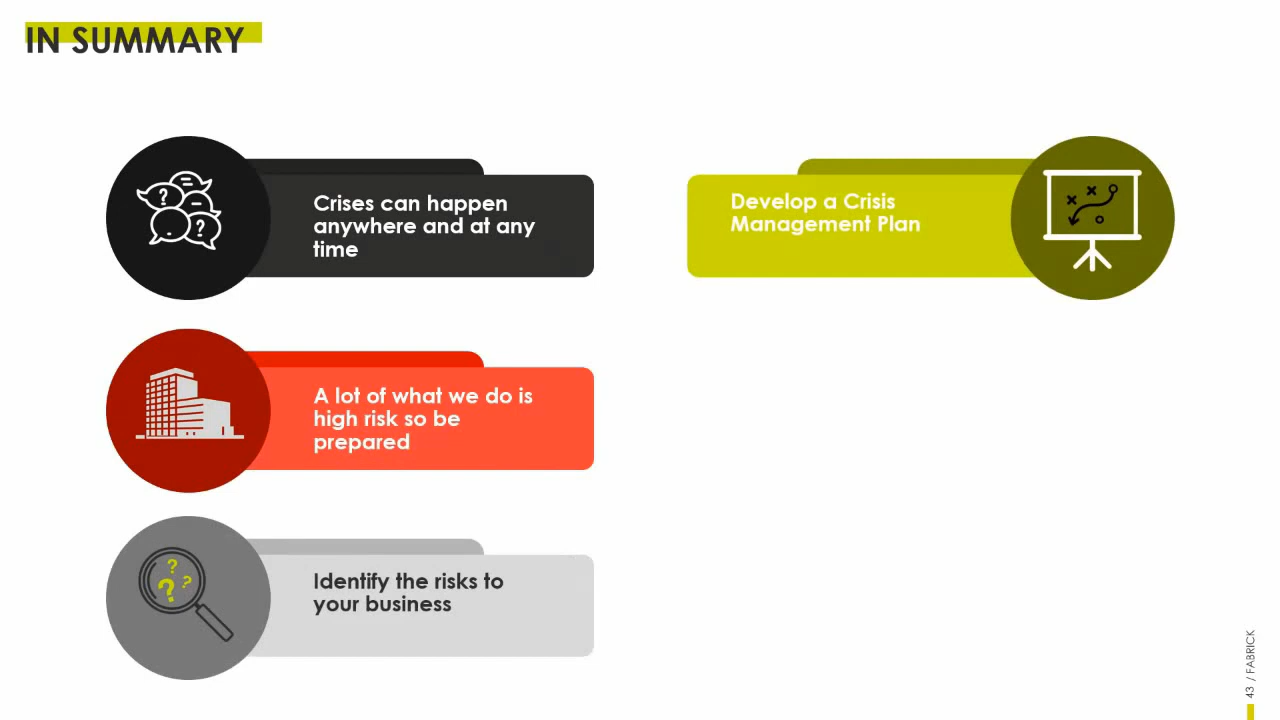 IN SUMMARY
Crises can happen
anywhere and at any
time
A lot of what we do is
high risk so be
prepared
Identify the risks to
your business
Develop a Crisis
Management Plan
43 / FABRICK